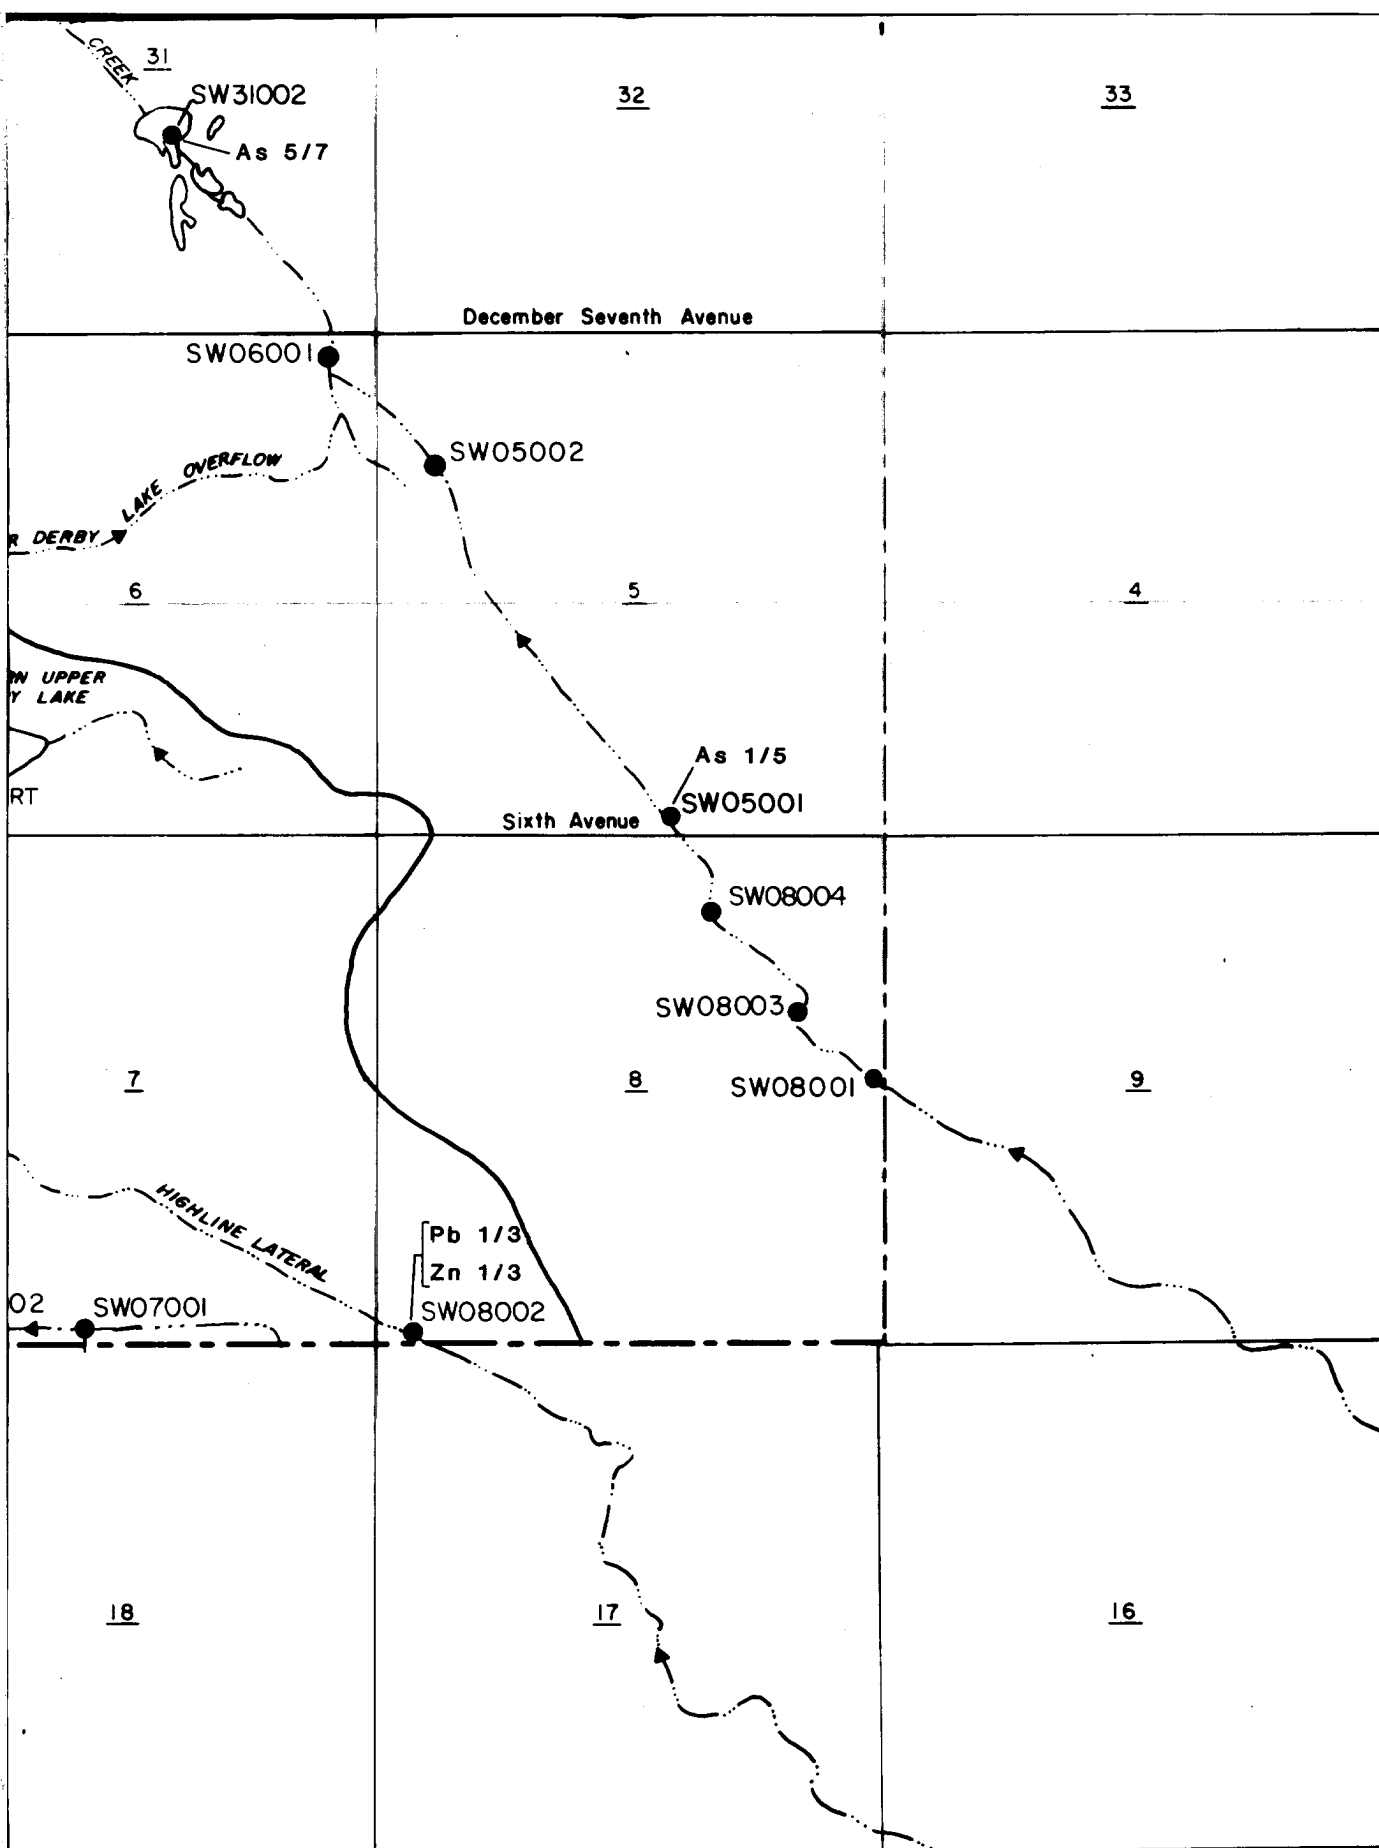 CREEK
31
32
33
SW31002
As 5/7
December Seventh Avenue
SW06001
SW05002
LAKE OVERFLOW
R DERBY
6
5
4
N UPPER
Y LAKE
As 1/5
RT
SW05001
Sixth Avenue
SW08004
SW08003
7
8
SW08001
9
HIGHLINE LATERAL
Pb 1/3
Zn 1/3
02
SW07001
SW08002
18
17
16